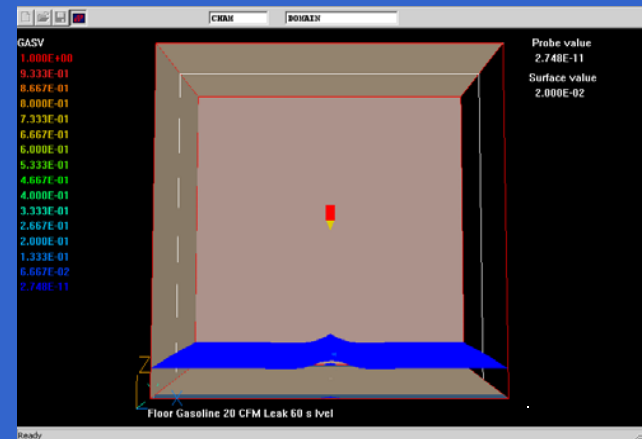 CHAM DOMAIN
GASV
1.000E+00
9.333E-01
8.667E-01
8.000E-01
7.333E-01
6.667E-01
6.000E-01
5.333E-01
4.667E-01
4.000E-01
3.333E-01
2.667E-01
2.000E-01
1.333E-01
6.667E-02
2.748E-11
Probe value
2.748E-11
Surface value
2.000E-02
Z
X
Floor Gasoline 20 CFM Leak 60 s lvel
Ready